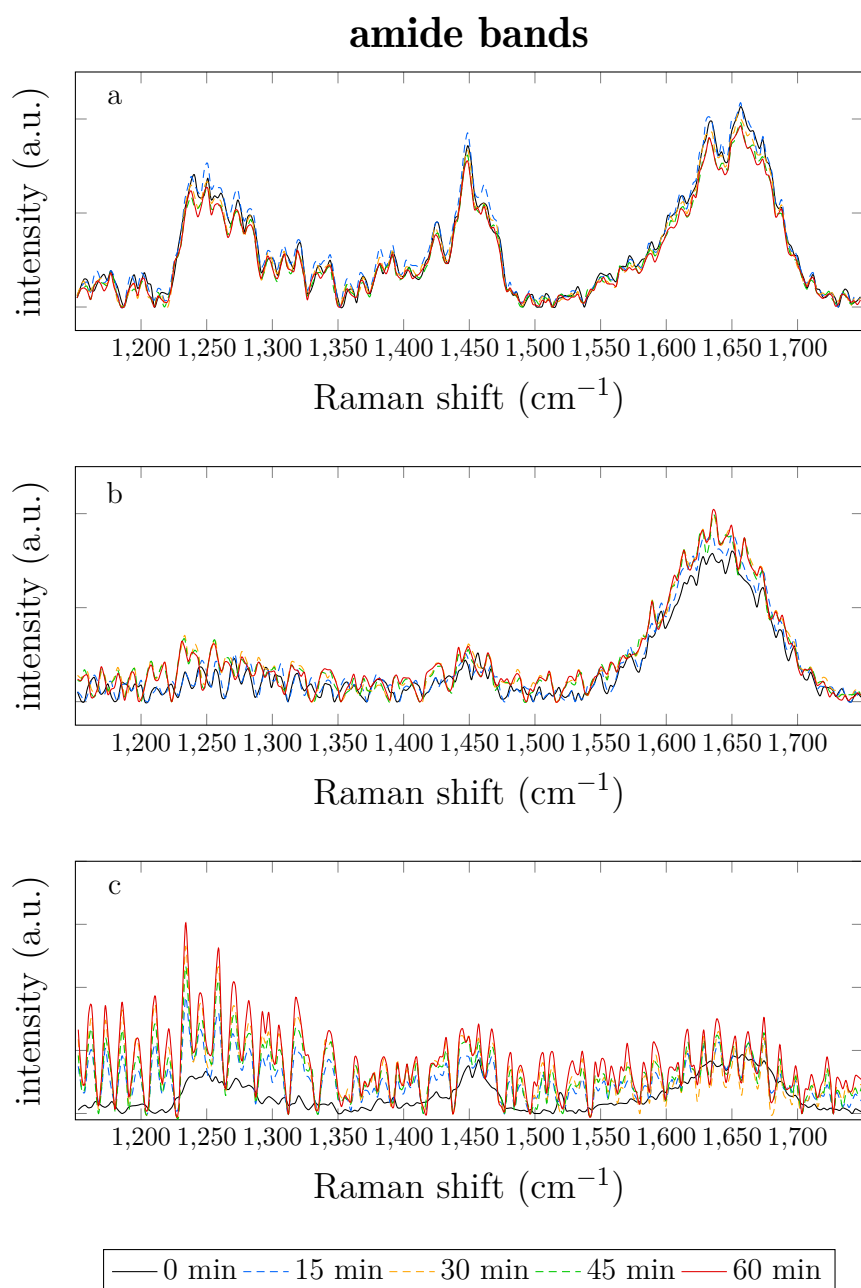 amide bands
a
intensity (a.u.)
1,200 1,250 1,300 1,350 1,400 1,450 1,500 1,550 1,600 1,650 1,700
Raman shift (cm⁻¹)
b
intensity (a.u.)
1,200 1,250 1,300 1,350 1,400 1,450 1,500 1,550 1,600 1,650 1,700
Raman shift (cm⁻¹)
c
intensity (a.u.)
1,200 1,250 1,300 1,350 1,400 1,450 1,500 1,550 1,600 1,650 1,700
Raman shift (cm⁻¹)
0 min 15 min 30 min 45 min 60 min